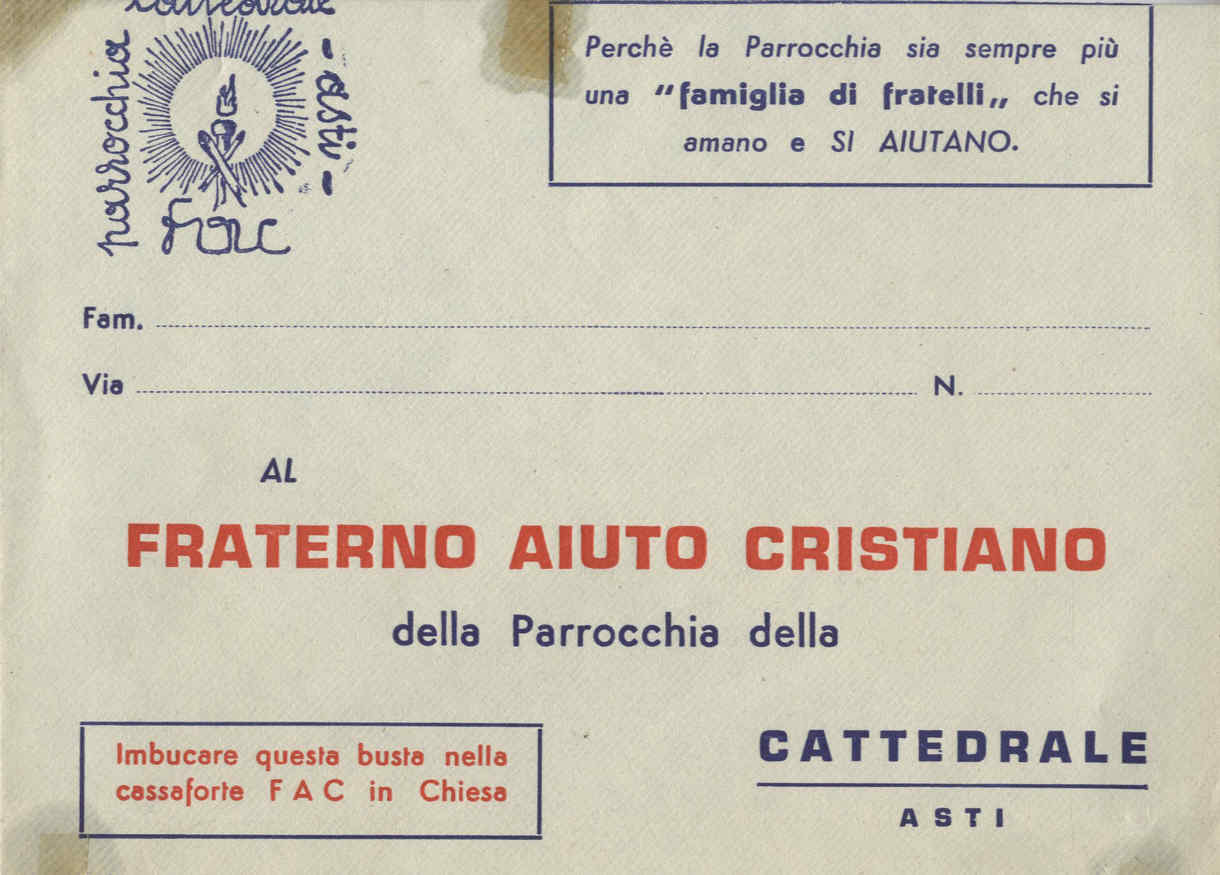 parrocchia
cattedrale
- asti -
FAC
Perchè la Parrocchia sia sempre più
una "famiglia di fratelli„ che si
amano e SI AIUTANO.
Fam.
Via N.
AL
FRATERNO AIUTO CRISTIANO
della Parrocchia della
Imbucare questa busta nella
cassaforte F A C in Chiesa
CATTEDRALE
ASTI